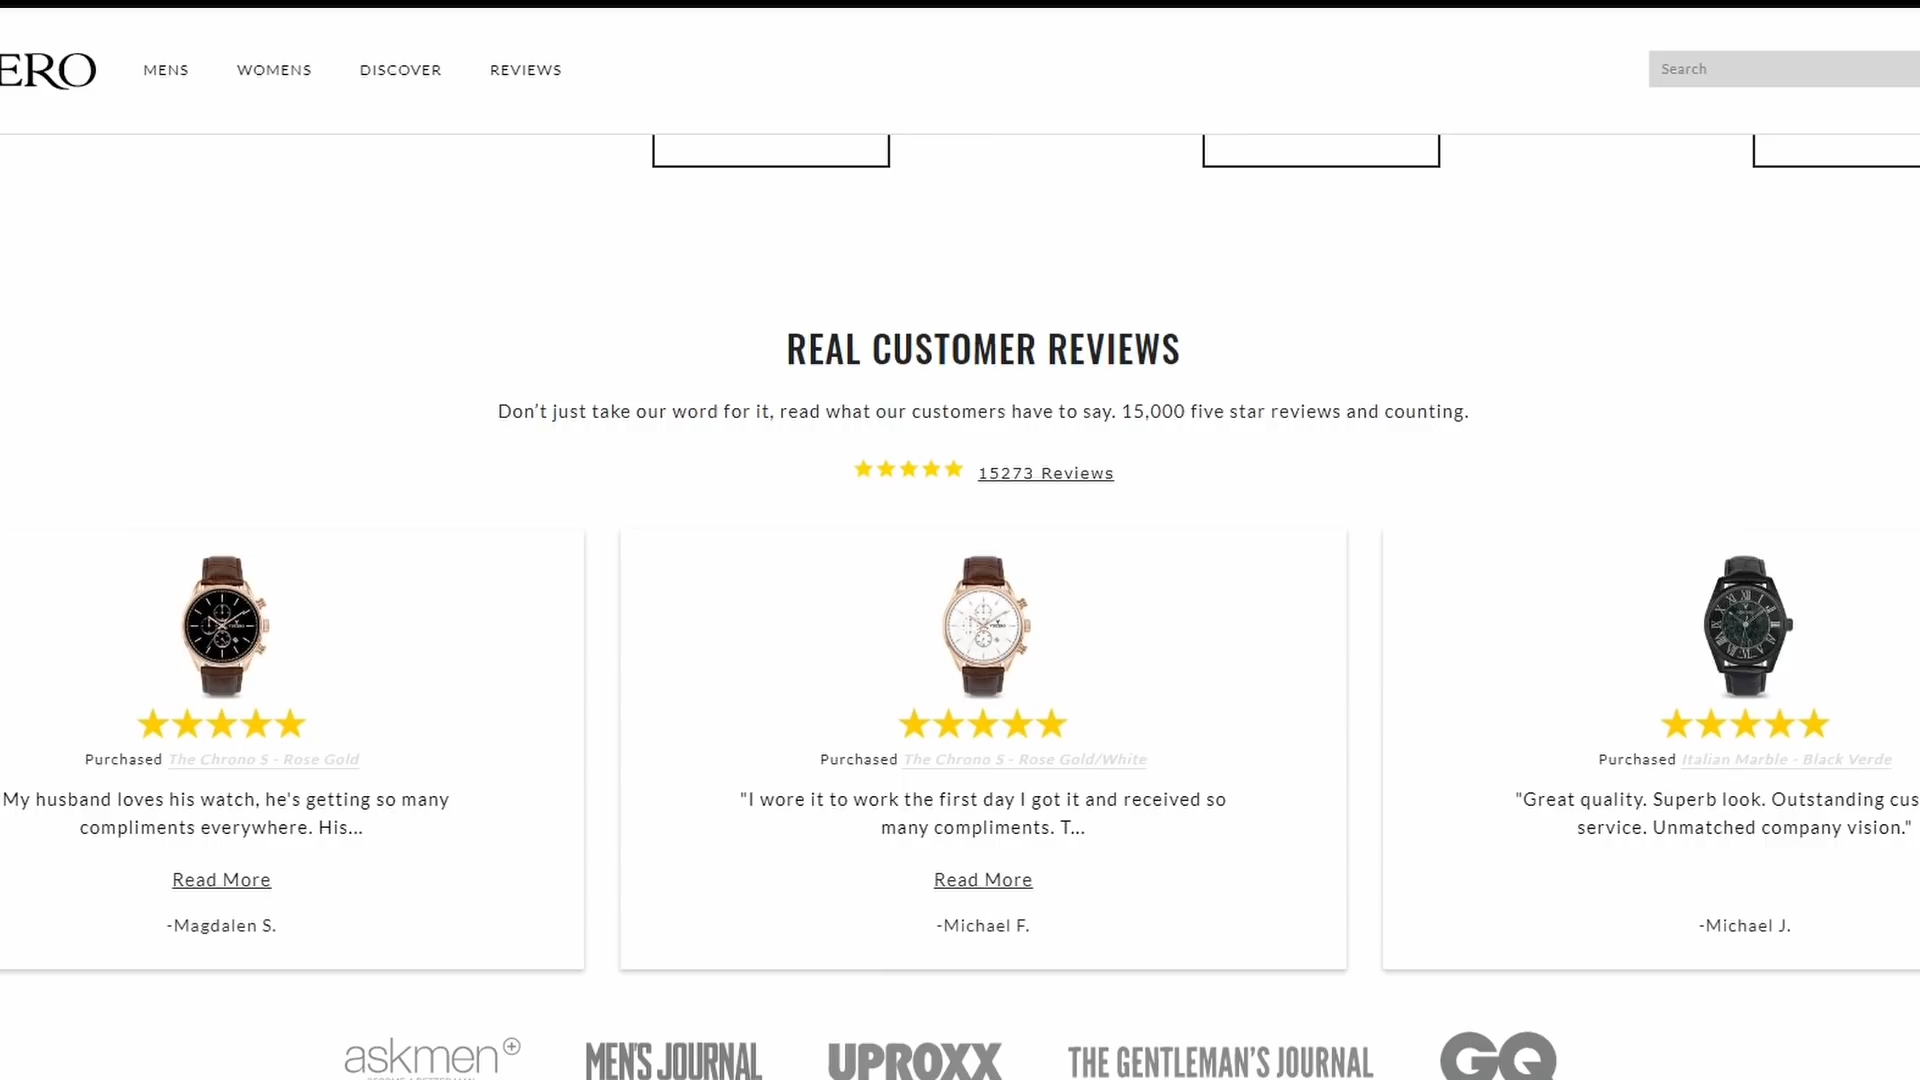 ERO
MENS
WOMENS
DISCOVER
REVIEWS
Search
REAL CUSTOMER REVIEWS
Don’t just take our word for it, read what our customers have to say. 15,000 five star reviews and counting.
15273 Reviews
Purchased The Chrono S - Rose Gold
My husband loves his watch, he's getting so many
compliments everywhere. His...
Read More
-Magdalen S.
Purchased The Chrono S - Rose Gold/White
"I wore it to work the first day I got it and received so
many compliments. T...
Read More
-Michael F.
Purchased Italian Marble - Black Verde
"Great quality. Superb look. Outstanding cus
service. Unmatched company vision."
-Michael J.
askmen
MEN'S JOURNAL
UPROXX
THE GENTLEMAN'S JOURNAL
GQ